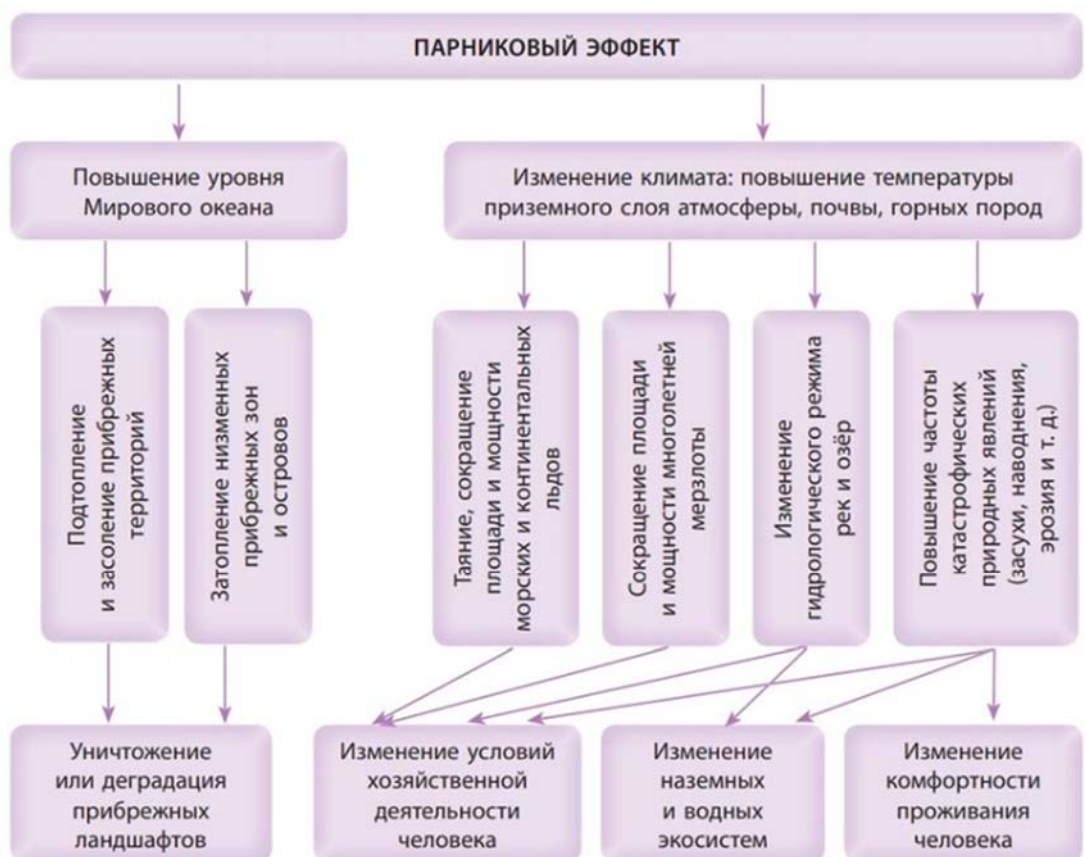 ПАРНИКОВЫЙ ЭФФЕКТ
Повышение уровня
Мирового океана
Изменение климата: повышение температуры
приземного слоя атмосферы, почвы, горных пород
Подтопление
и засоление прибрежных
территорий
Затопление низменных
прибрежных зон
и островов
Таяние, сокращение
площади и мощности
морских и континентальных
льдов
Сокращение площади
и мощности многолетней
мерзлоты
Изменение
гидрологического режима
рек и озёр
Повышение частоты
катастрофических
природных явлений
(засухи, наводнения,
эрозия и т. д.)
Уничтожение
или деградация
прибрежных
ландшафтов
Изменение условий
хозяйственной
деятельности
человека
Изменение
наземных
и водных
экосистем
Изменение
комфортности
проживания
человека